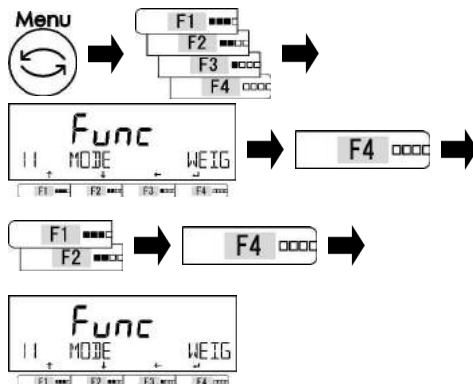 Menu
F1
F2
F3
F4
Func
11 MODE WEIG
↑ ↓ ← ↵
F1 F2 F3 F4
F4
F1
F2
F4
Func
11 MODE WEIG
↑ ↓ ← ↵
F1 F2 F3 F4